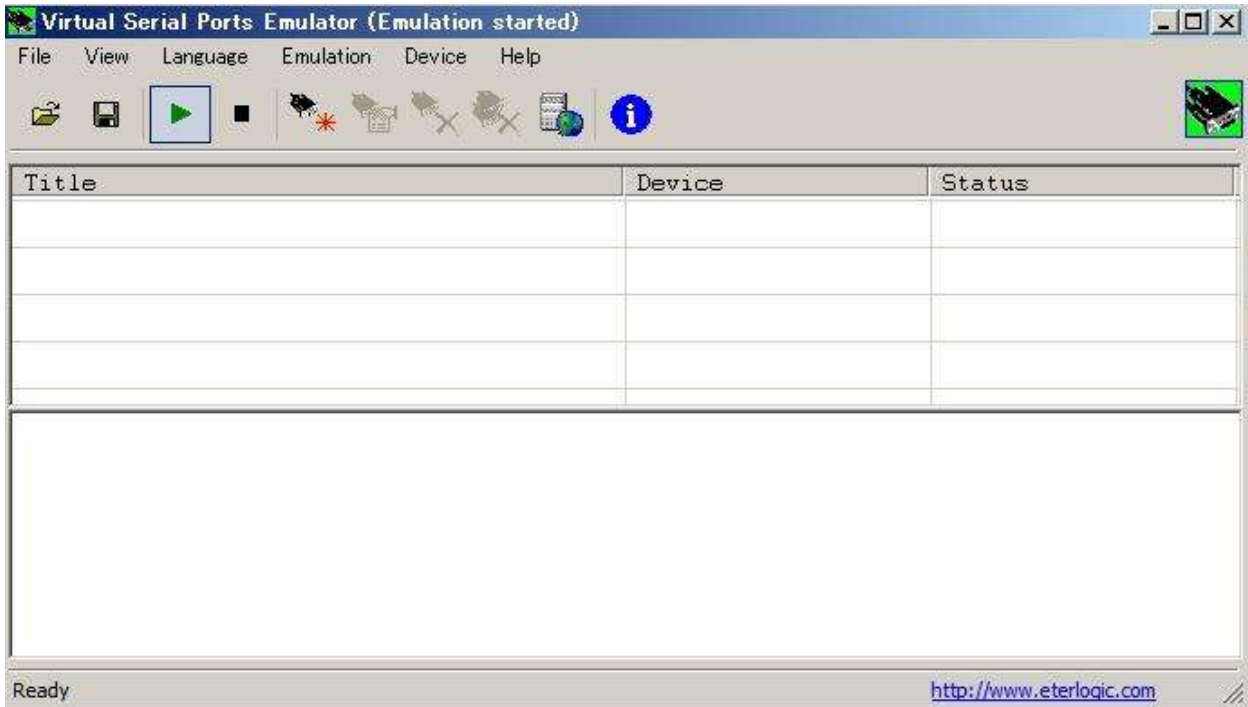 Virtual Serial Ports Emulator (Emulation started)
File View Language Emulation Device Help
Title Device Status
Ready http://www.eterlogic.com